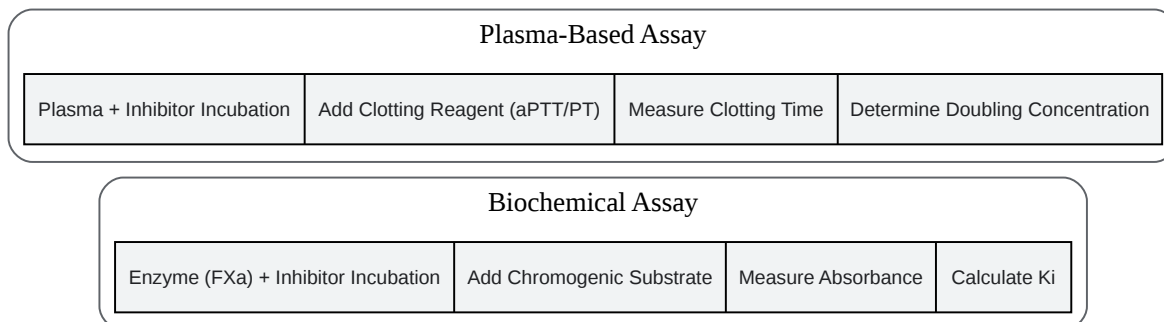 Plasma-Based Assay
Plasma + Inhibitor Incubation
Add Clotting Reagent (aPTT/PT)
Measure Clotting Time
Determine Doubling Concentration
Biochemical Assay
Enzyme (FXa) + Inhibitor Incubation
Add Chromogenic Substrate
Measure Absorbance
Calculate Ki